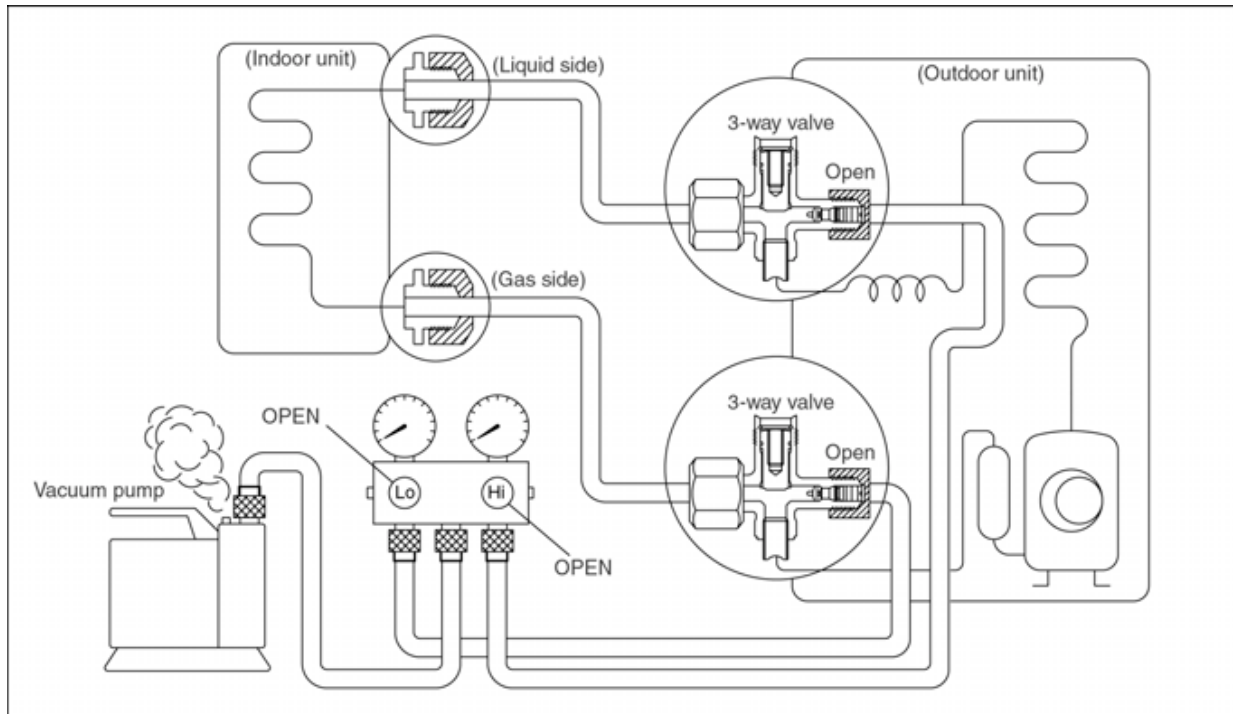 (Indoor unit)
(Liquid side)
(Outdoor unit)
3-way valve
Open
(Gas side)
3-way valve
Open
OPEN
Vacuum pump
Lo
Hi
OPEN